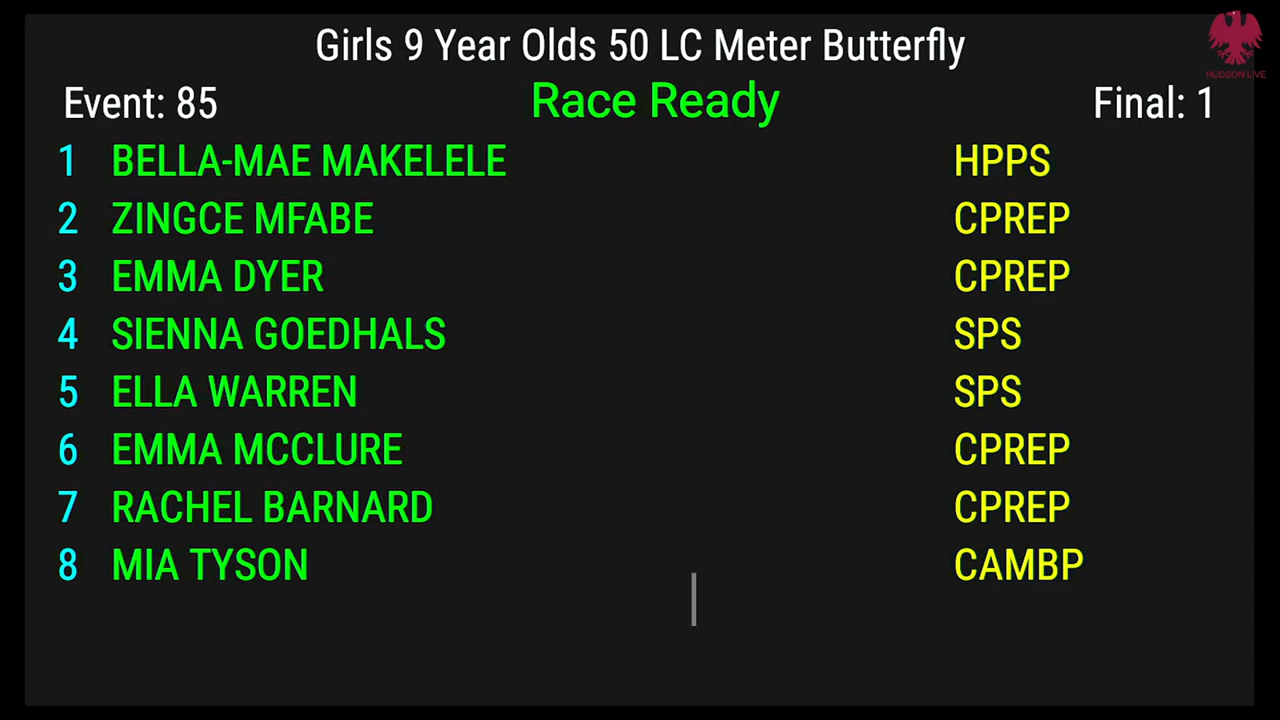 Girls 9 Year Olds 50 LC Meter Butterfly
HUDSON LIVE
Event: 85 Race Ready Final: 1
1 BELLA-MAE MAKELELE HPPS
2 ZINGCE MFABE CPREP
3 EMMA DYER CPREP
4 SIENNA GOEDHALS SPS
5 ELLA WARREN SPS
6 EMMA MCCLURE CPREP
7 RACHEL BARNARD CPREP
8 MIA TYSON CAMBP